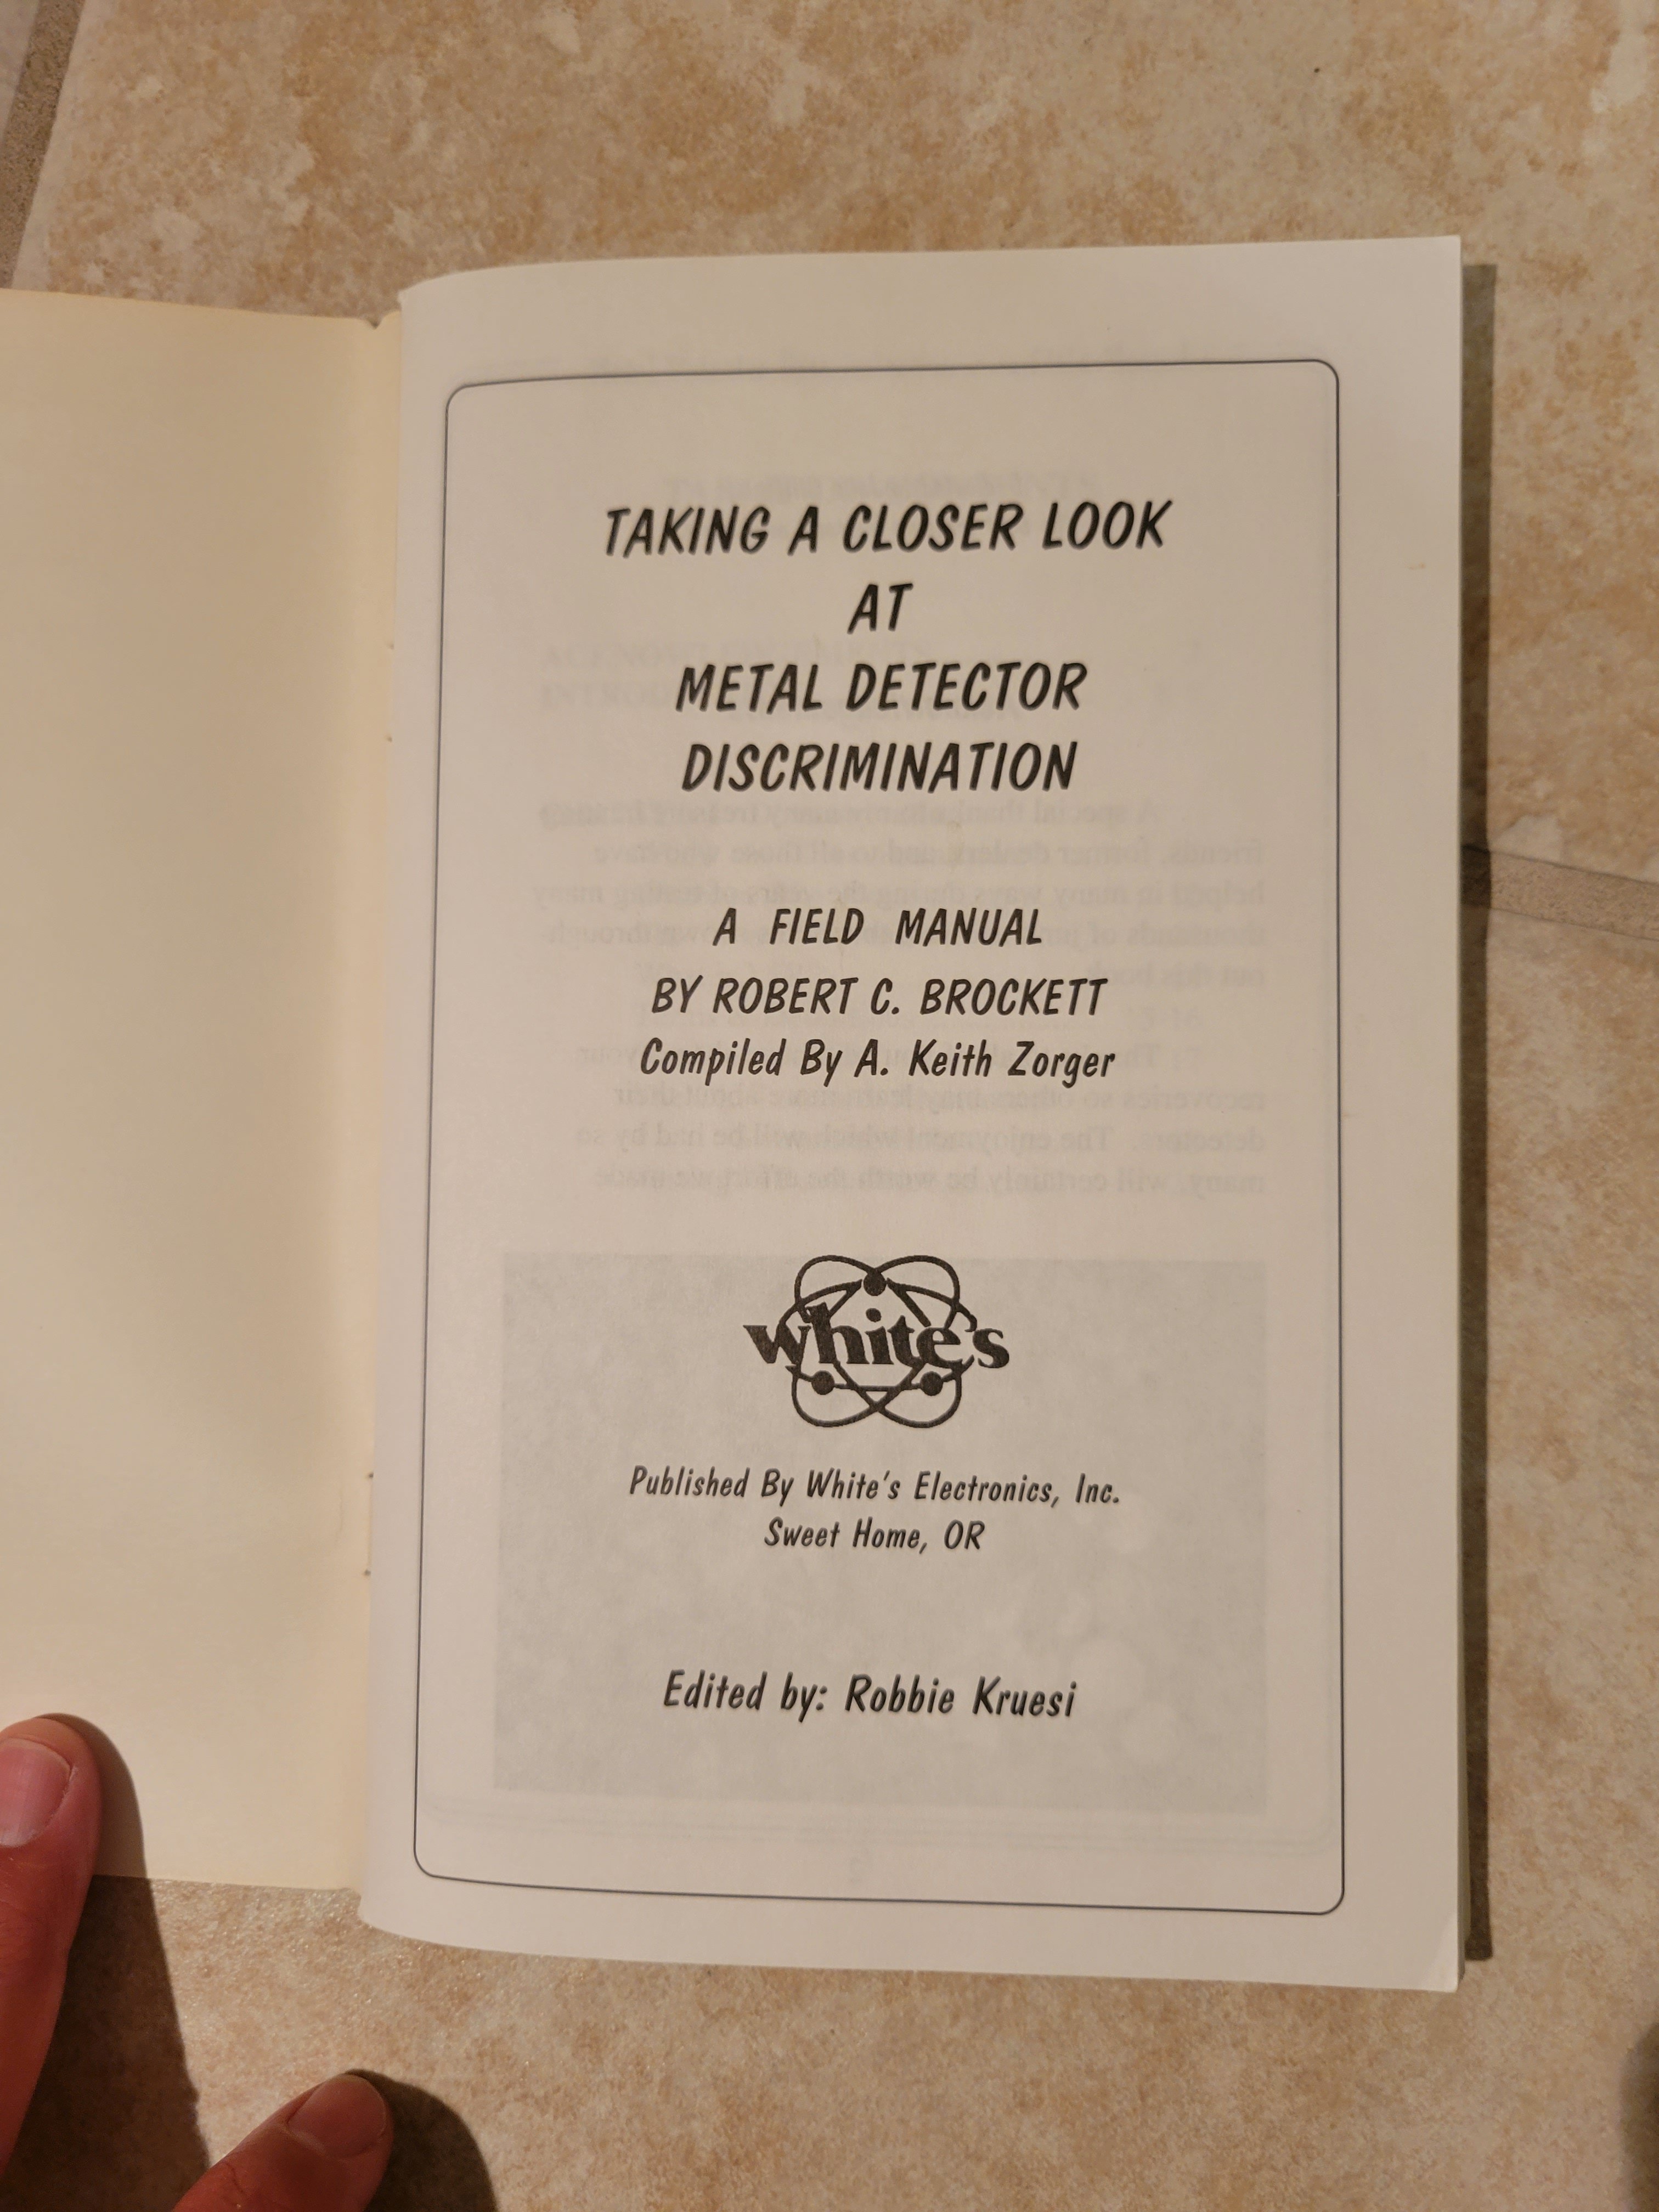 TAKING A CLOSER LOOK
AT
METAL DETECTOR
DISCRIMINATION
A FIELD MANUAL
BY ROBERT C. BROCKETT
Compiled By A. Keith Zorger
white's
Published By White's Electronics, Inc.
Sweet Home, OR
Edited by: Robbie Kruesi